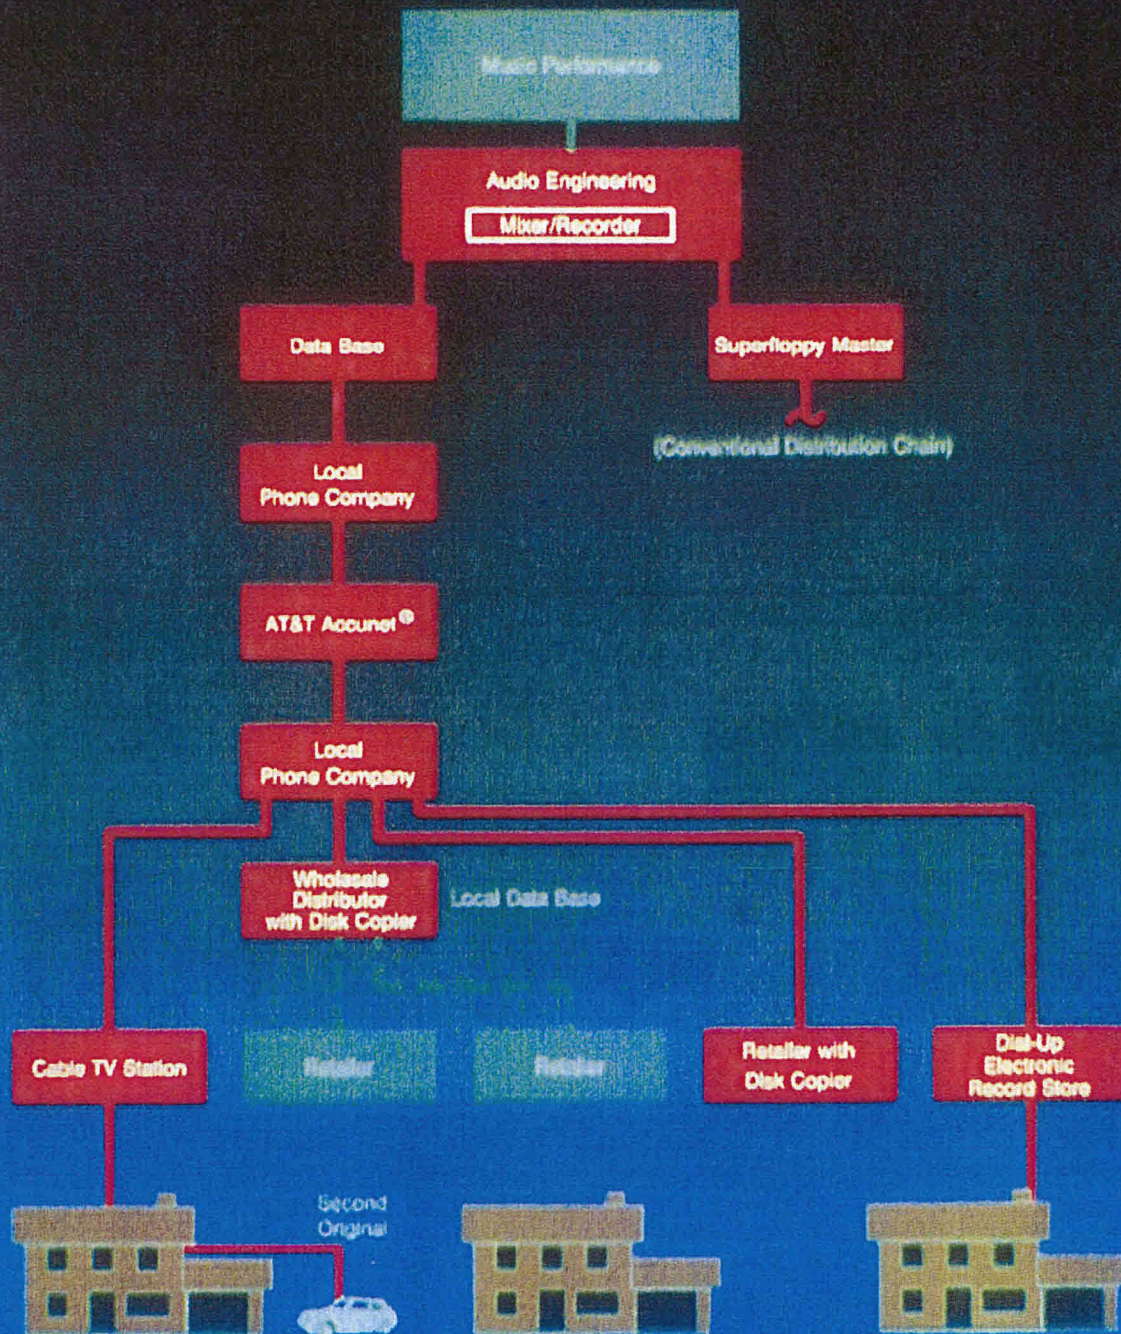 Music Performance
Audio Engineering
Mixer/Recorder
Data Base
Superfloppy Master
(Conventional Distribution Chain)
Local
Phone Company
AT&T Accunet®
Local
Phone Company
Wholesale
Distributor
with Disk Copier
Local Data Base
Cable TV Station
Retailer
Retailer
Retailer with
Disk Copier
Dial-Up
Electronic
Record Store
Second
Original